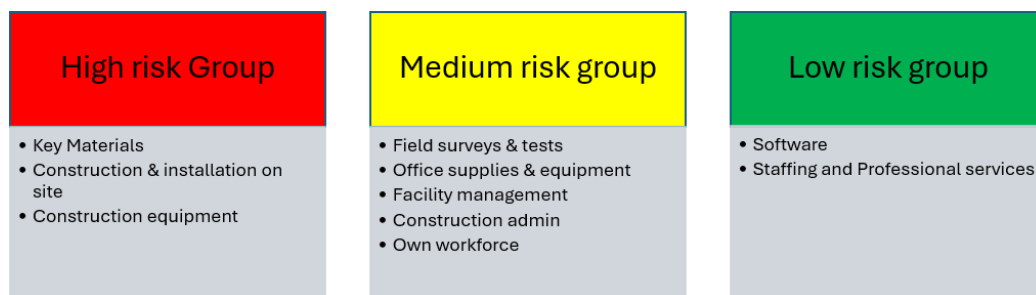 High risk Group
• Key Materials
• Construction & installation on
site
• Construction equipment
Medium risk group
• Field surveys & tests
• Office supplies & equipment
• Facility management
• Construction admin
• Own workforce
Low risk group
• Software
• Staffing and Professional services